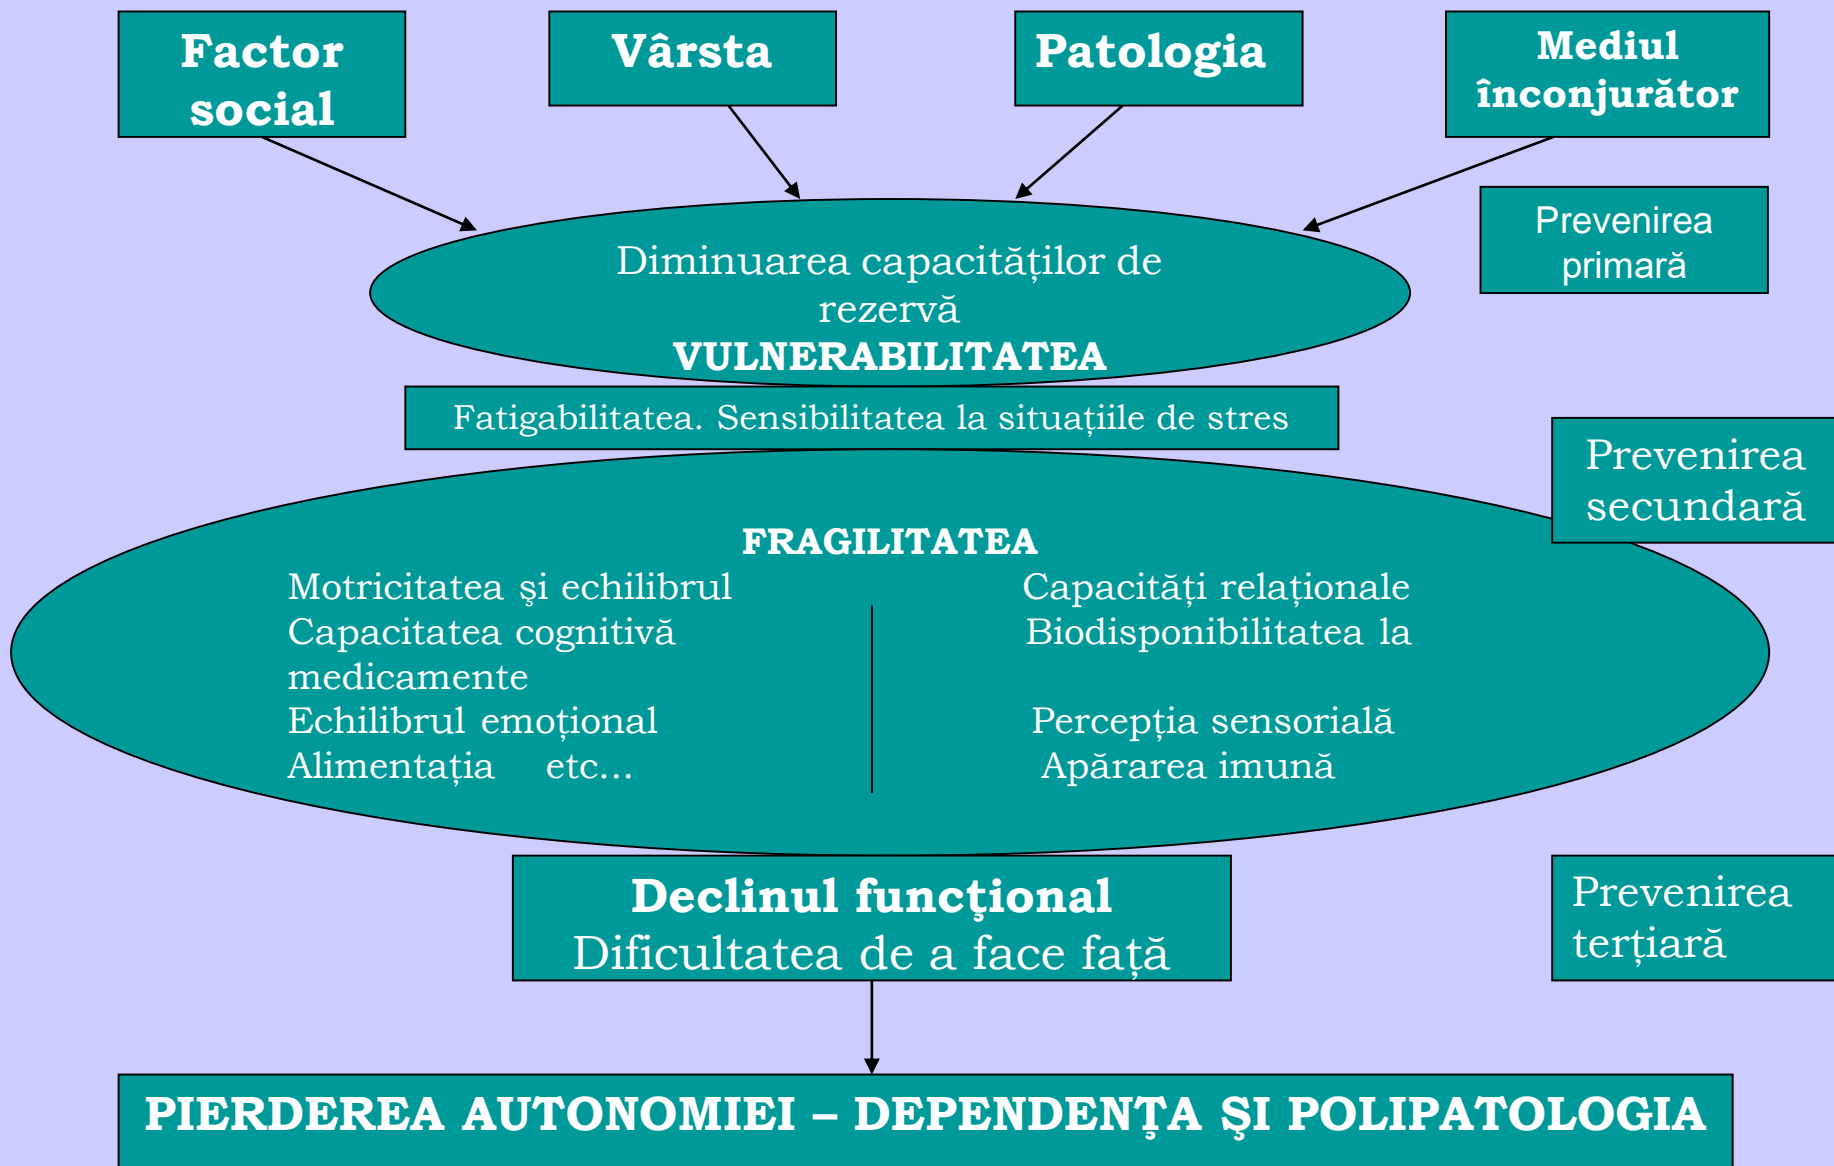 Factor
social
Vârsta
Patologia
Mediul
înconjurător
Prevenirea
primară
Diminuarea capacităților de
rezervă
VULNERABILITATEA
Fatigabilitatea. Sensibilitatea la situațiile de stres
Prevenirea
secundară
FRAGILITATEA
Motricitatea şi echilibrul Capacități relaționale
Capacitatea cognitivă Biodisponibilitatea la
medicamente
Echilibrul emoțional Percepția sensorială
Alimentația etc... Apărarea imună
Declinul funcţional
Dificultatea de a face față
Prevenirea
terțiară
PIERDEREA AUTONOMIEI – DEPENDENŢA ŞI POLIPATOLOGIA